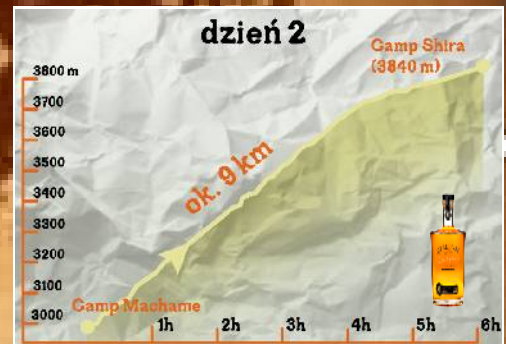 dzień 2
Camp Shira
(3840 m)
3800 m
3700
3600
3500
3400
3300
3200
3100
3000
ok. 9 km
Camp Machame
1h
2h
3h
4h
5h
6h